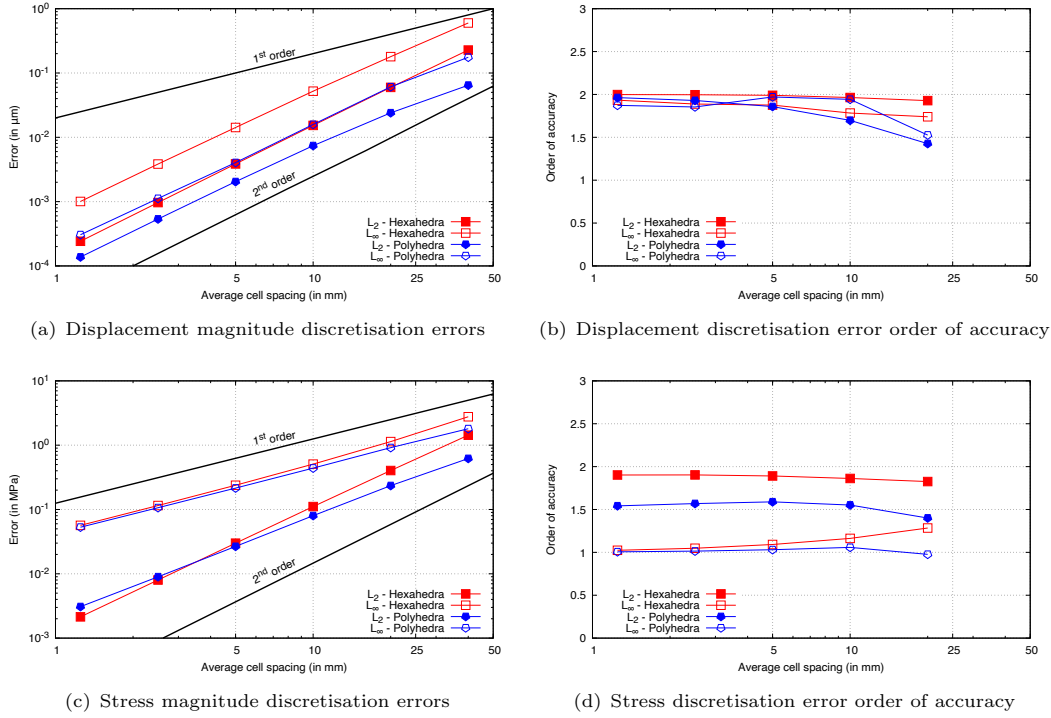 10⁰
10⁻¹
10⁻²
10⁻³
10⁻⁴
Error (in μm)
1st order
2nd order
L₂ - Hexahedra
L∞ - Hexahedra
L₂ - Polyhedra
L∞ - Polyhedra
1 5 10 25 50
Average cell spacing (in mm)
(a) Displacement magnitude discretisation errors
3
2.5
2
1.5
1
0.5
0
Order of accuracy
L₂ - Hexahedra
L∞ - Hexahedra
L₂ - Polyhedra
L∞ - Polyhedra
1 5 10 25 50
Average cell spacing (in mm)
(b) Displacement discretisation error order of accuracy
10¹
10⁰
10⁻¹
10⁻²
10⁻³
Error (in MPa)
1st order
2nd order
L₂ - Hexahedra
L∞ - Hexahedra
L₂ - Polyhedra
L∞ - Polyhedra
1 5 10 25 50
Average cell spacing (in mm)
(c) Stress magnitude discretisation errors
3
2.5
2
1.5
1
0.5
0
Order of accuracy
L₂ - Hexahedra
L∞ - Hexahedra
L₂ - Polyhedra
L∞ - Polyhedra
1 5 10 25 50
Average cell spacing (in mm)
(d) Stress discretisation error order of accuracy